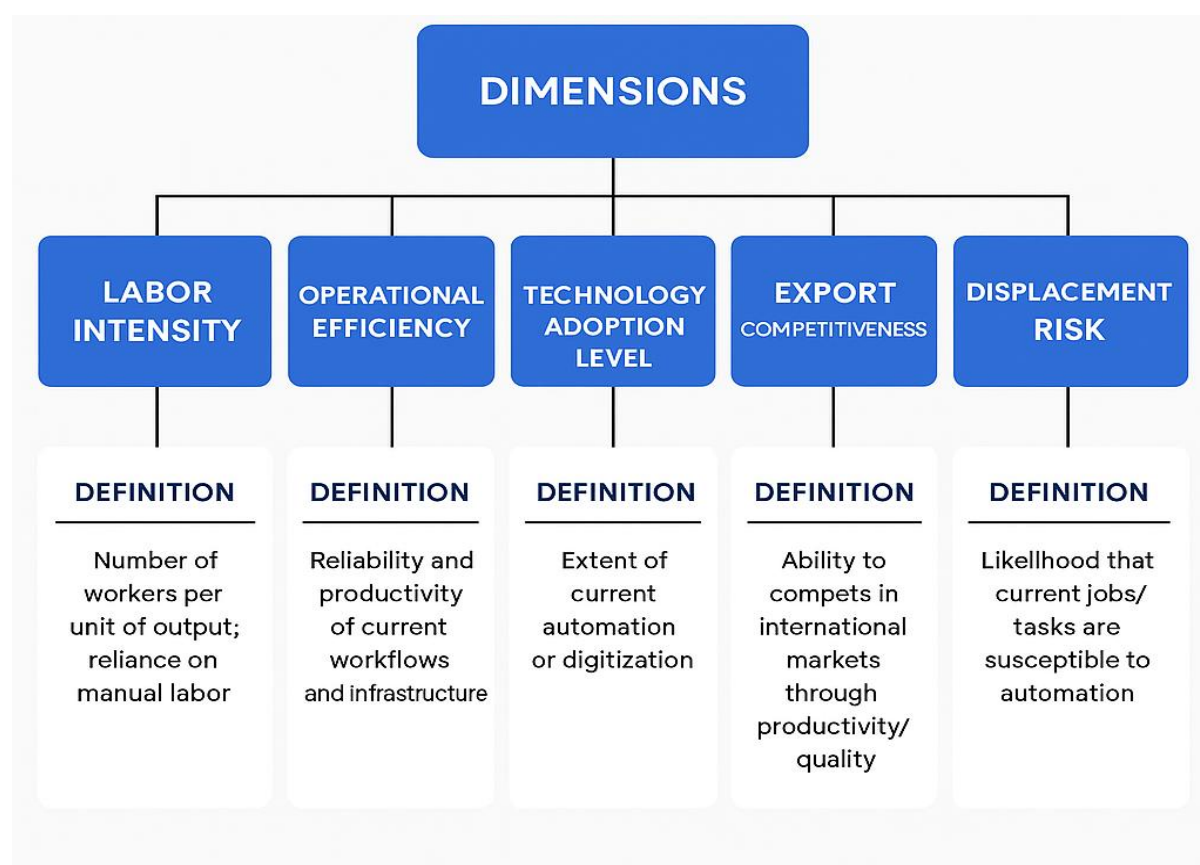 DIMENSIONS
LABOR
INTENSITY
OPERATIONAL
EFFICIENCY
TECHNOLOGY
ADOPTION
LEVEL
EXPORT
COMPETITIVENESS
DISPLACEMENT
RISK
DEFINITION
Number of
workers per
unit of output;
reliance on
manual labor
DEFINITION
Reliability and
productivity
of current
workflows
and infrastructure
DEFINITION
Extent of
current
automation
or digitization
DEFINITION
Ability to
compets in
international
markets
through
productivity/
quality
DEFINITION
Likellhood that
current jobs/
tasks are
susceptible to
automation